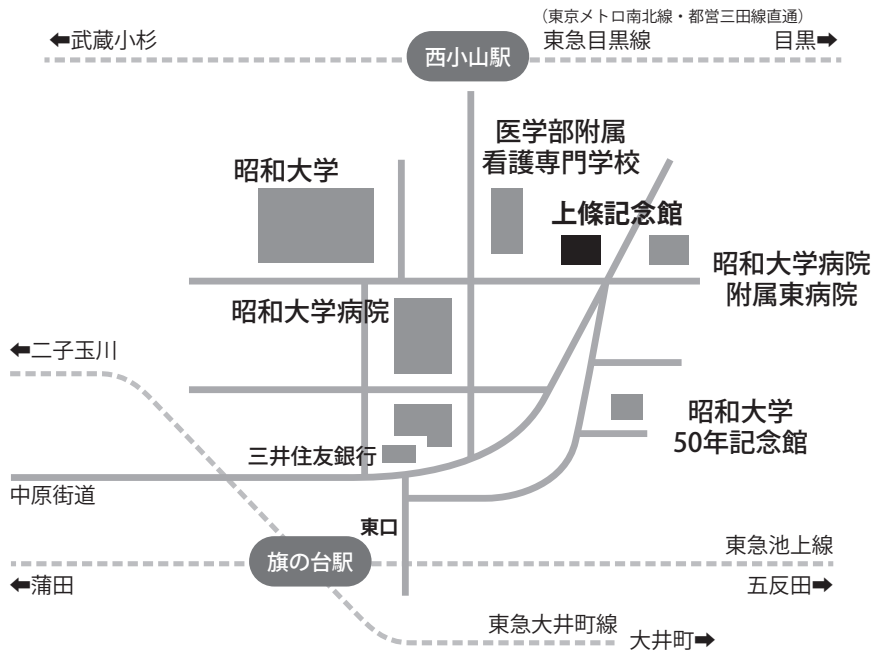 （東京メトロ南北線・都営三田線直通）
⬅武蔵小杉
西小山駅
東急目黒線
目黒➡
医学部附属
看護専門学校
昭和大学
上條記念館
昭和大学病院
附属東病院
昭和大学病院
⬅二子玉川
昭和大学
50年記念館
三井住友銀行
中原街道
東口
旗の台駅
東急池上線
⬅蒲田
五反田➡
東急大井町線
大井町➡